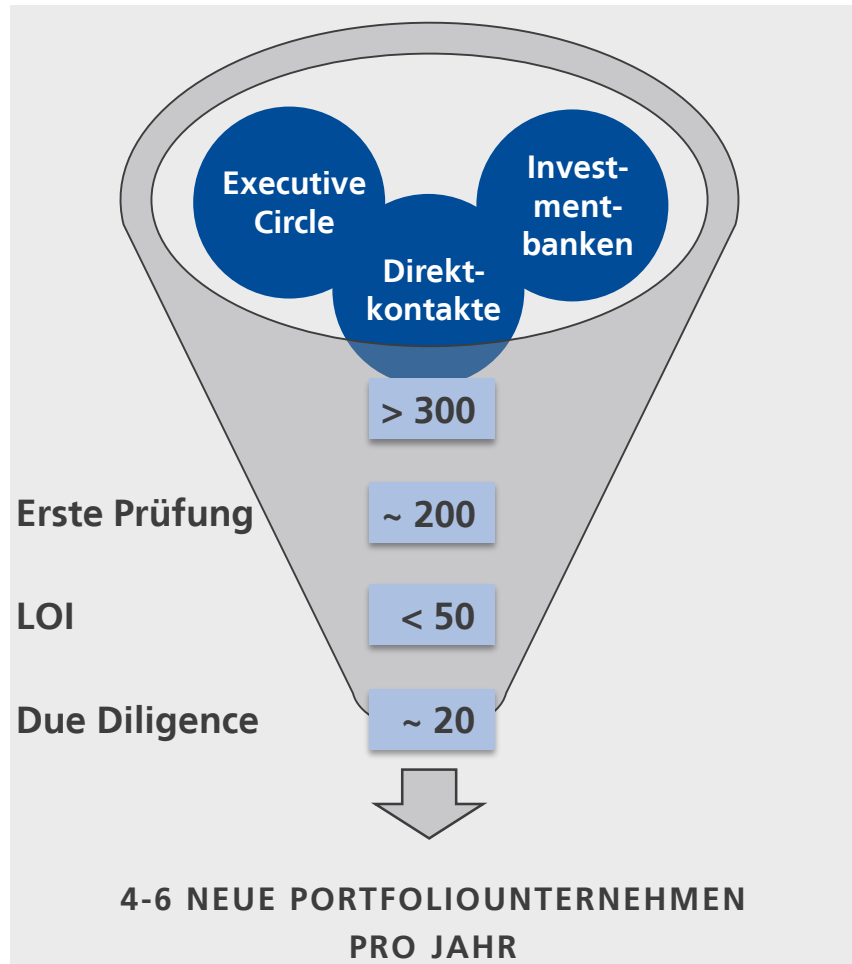 Executive
Circle
Invest-
ment-
banken
Direkt-
kontakte
> 300
Erste Prüfung
~ 200
LOI
< 50
Due Diligence
~ 20
4-6 NEUE PORTFOLIOUNTERNEHMEN
PRO JAHR